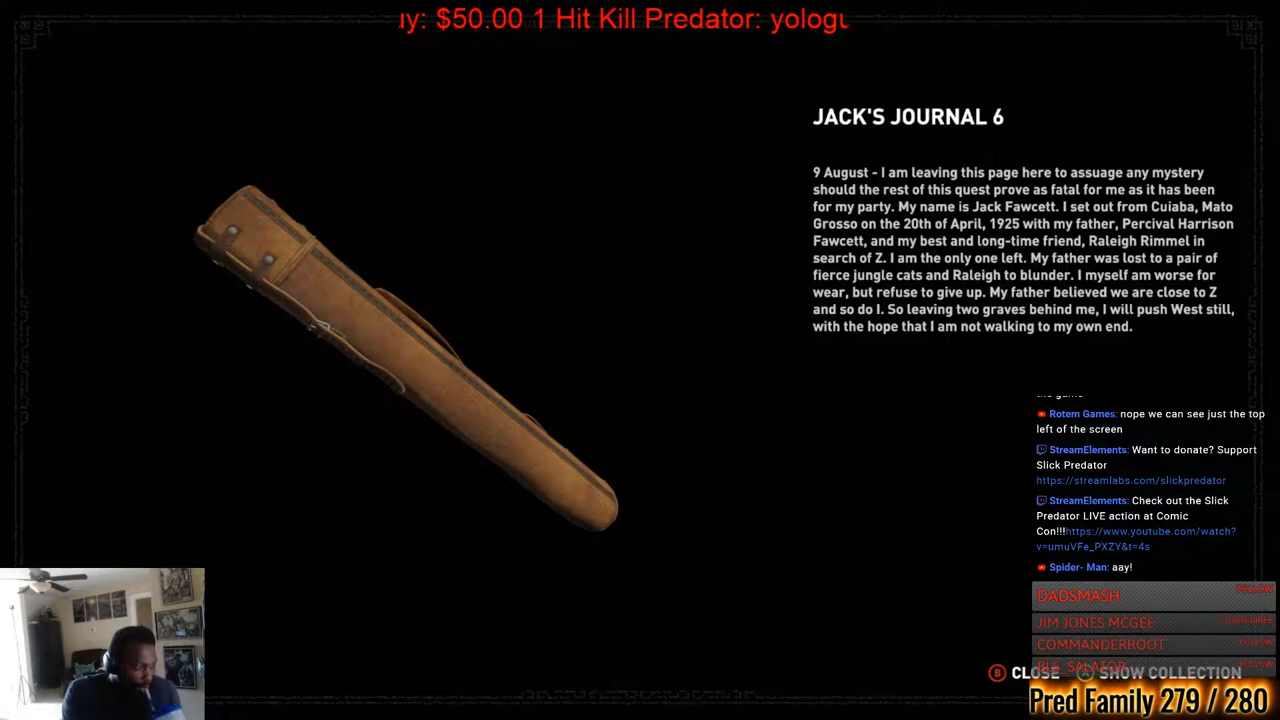 $50.00 1 Hit Kill Predator:
JACK'S JOURNAL 6
9 August - I am leaving this page here to assuage any mystery
should the rest of this quest prove as fatal for me as it has been
for my party. My name is Jack Fawcett. I set out from Cuiaba, Mato
Grosso on the 20th of April, 1925 with my father, Percival Harrison
Fawcett, and my best and long-time friend, Raleigh Rimmel in
search of Z. I am the only one left. My father was lost to a pair of
fierce jungle cats and Raleigh to blunder. I myself am worse for
wear, but refuse to give up. My father believed we are close to Z
and so do I. So leaving two graves behind me, I will push West still,
with the hope that I am not walking to my own end.
Rotem Games: nope we can see just the top
left of the screen
StreamElements: Want to donate? Support
Slick Predator
https://streamlabs.com/slickpredator
StreamElements: Check out the Slick
Predator LIVE action at Comic
Con!!!https://www.youtube.com/watch?
v=umuVFe_PXZY&t=4s
Spider- Man: aay!
DADSMASH
JIM JONES MCGEE
COMMANDERROOT
B CLOSE A SHOW COLLECTION
Pred Family 279 / 280